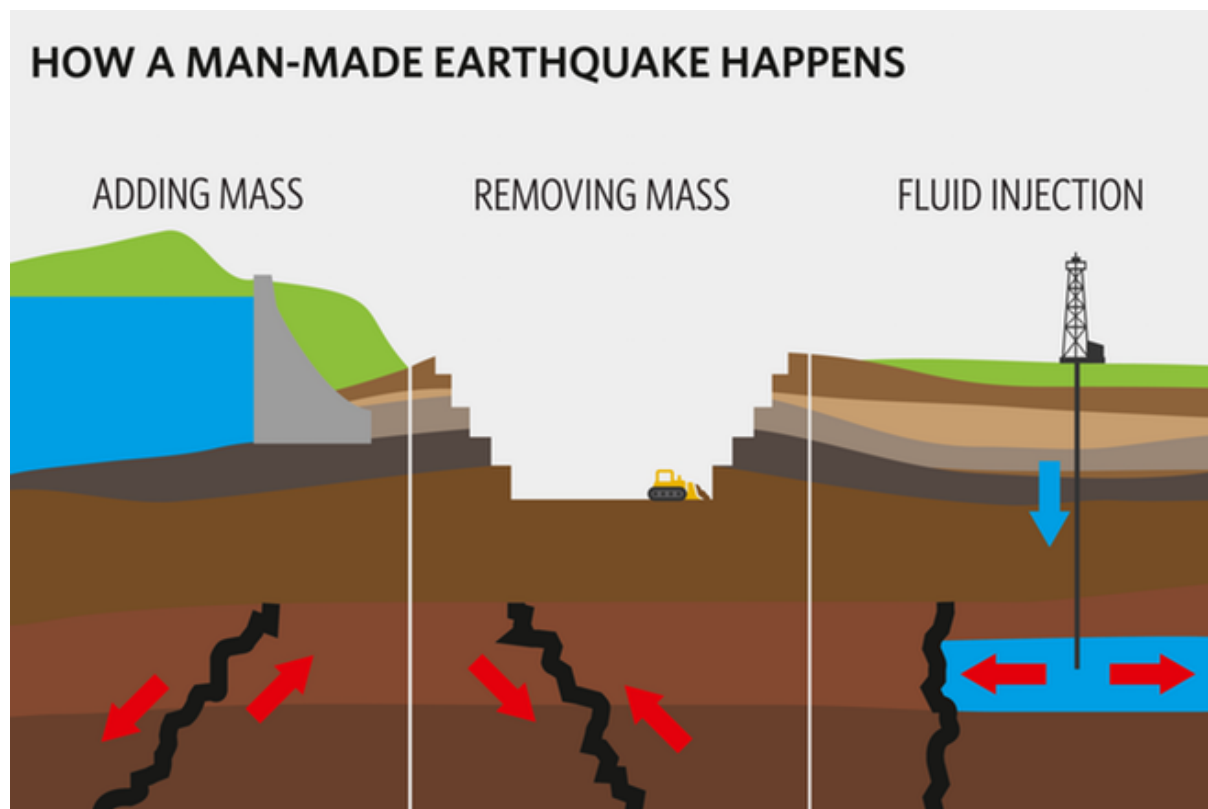 HOW A MAN-MADE EARTHQUAKE HAPPENS
ADDING MASS
REMOVING MASS
FLUID INJECTION